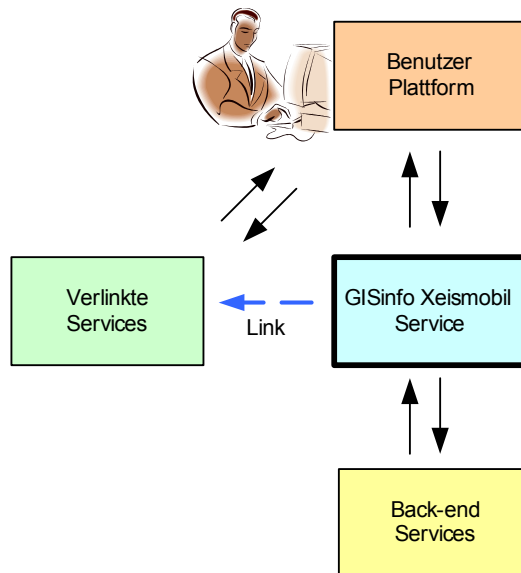 Benutzer
Plattform
Verlinkte
Services
Link
GISinfo Xeismobil
Service
Back-end
Services